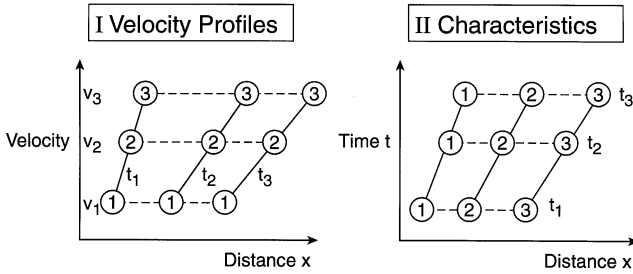 I Velocity Profiles
v3 3 3 3
Velocity v2 2 2 2
t1 t2 t3
v1 1 1 1
Distance x
II Characteristics
1 2 3 t3
Time t 1 2 3 t2
1 2 3 t1
Distance x